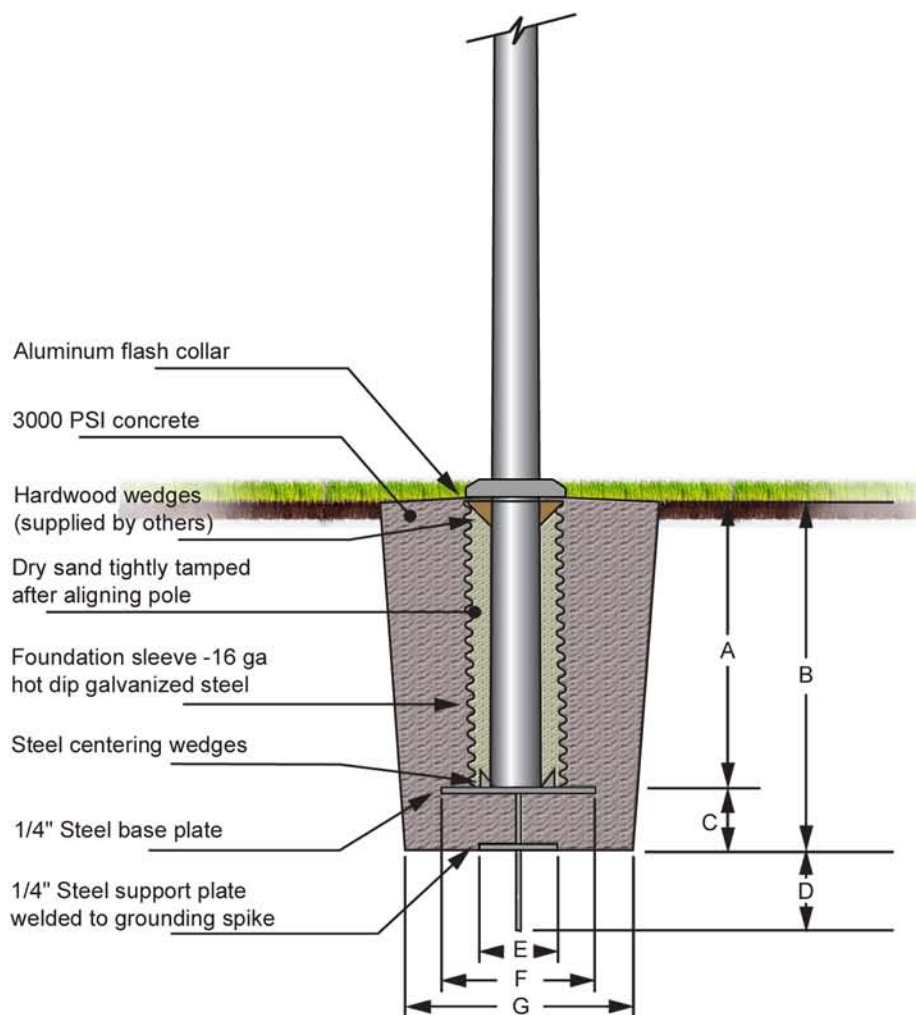 Aluminum flash collar
3000 PSI concrete
Hardwood wedges
(supplied by others)
Dry sand tightly tamped
after aligning pole
Foundation sleeve -16 ga
hot dip galvanized steel
Steel centering wedges
1/4" Steel base plate
1/4" Steel support plate
welded to grounding spike
A
B
C
D
E
F
G